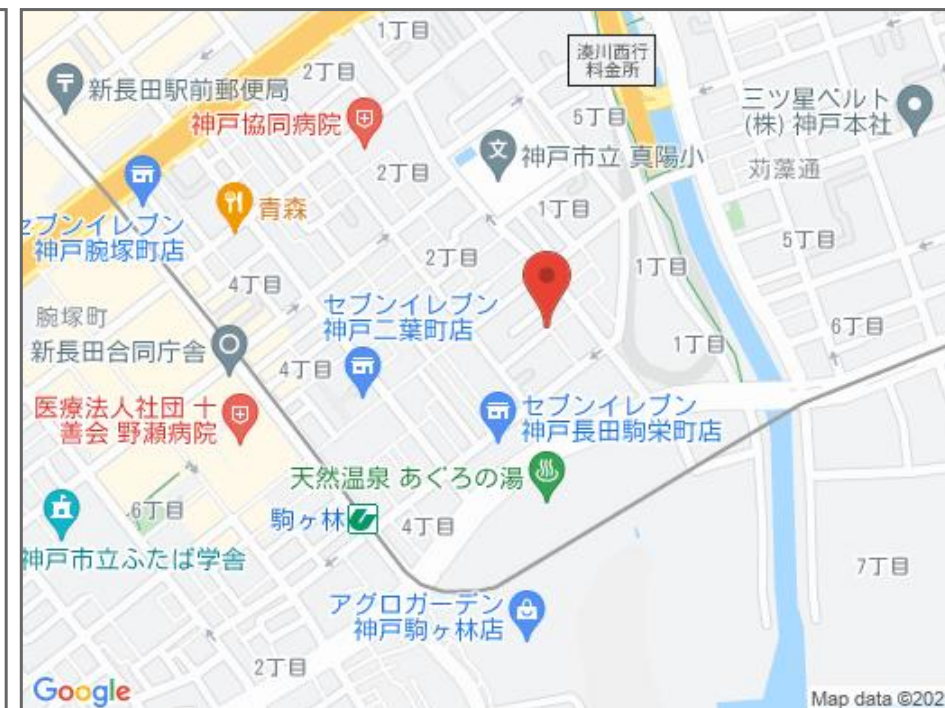 1丁目
湊川西行
料金所
2丁目
新長田駅前郵便局
三ツ星ベルト
(株) 神戸本社
神戸協同病院
5丁目
神戸市立 真陽小
2丁目
苅藻通
青森
1丁目
セブンイレブン
神戸腕塚町店
5丁目
2丁目
1丁目
4丁目
セブンイレブン
神戸二葉町店
腕塚町
6丁目
新長田合同庁舎
1丁目
4丁目
医療法人社団 十
善会 野瀬病院
セブンイレブン
神戸長田駒栄町店
天然温泉 あぐろの湯
6丁目
駒ヶ林
4丁目
神戸市立ふたば学舎
7丁目
アグロガーデン
神戸駒ヶ林店
2丁目
Google
Map data ©202